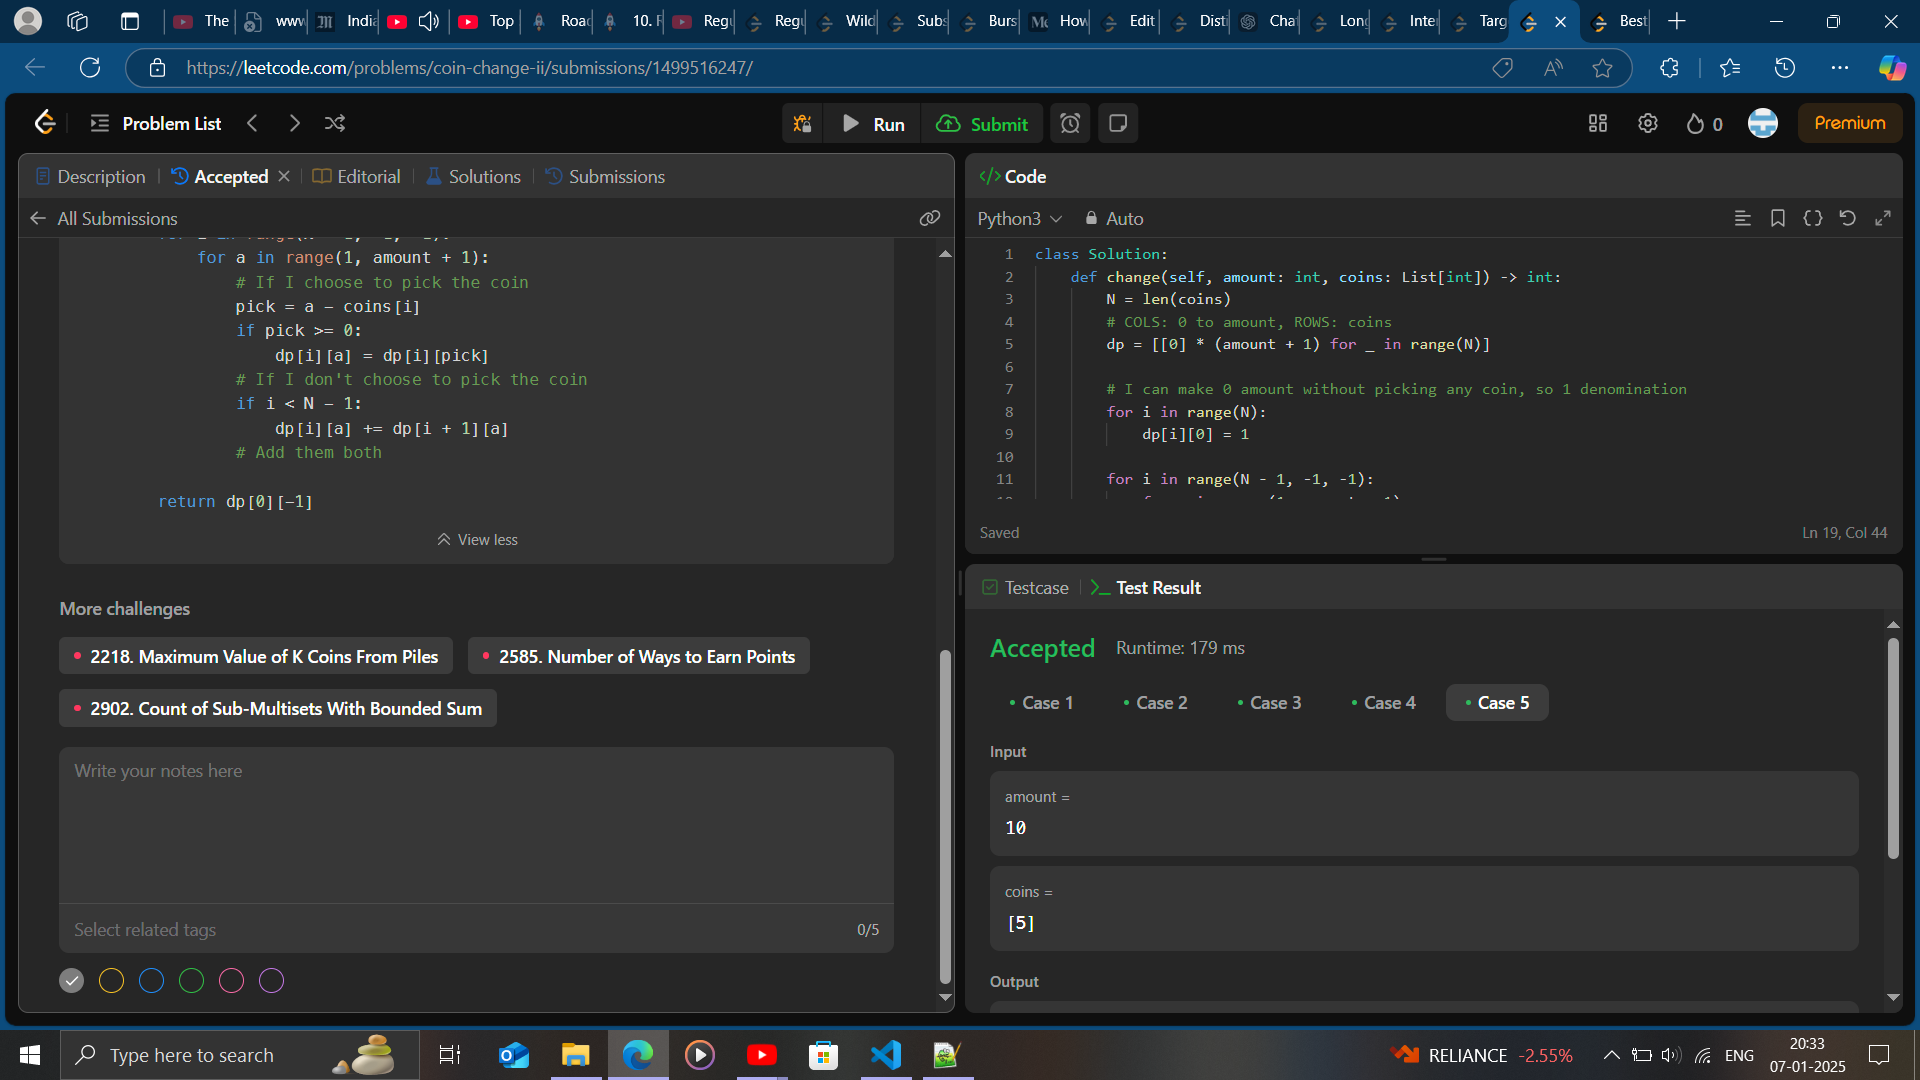 The
www
India
Top
Road
10. R
Regu
Regu
Wild
Subs
Burs
How
Edit
Disti
Cha
Long
Inter
Targ
Best
https://leetcode.com/problems/coin-change-ii/submissions/1499516247/
Problem List
Run
Submit
0
Premium
Description
Accepted
Editorial
Solutions
Submissions
All Submissions
for a in range(1, amount + 1):
# If I choose to pick the coin
pick = a - coins[i]
if pick >= 0:
dp[i][a] = dp[i][pick]
# If I don't choose to pick the coin
if i < N - 1:
dp[i][a] += dp[i + 1][a]
# Add them both
return dp[0][-1]
View less
More challenges
2218. Maximum Value of K Coins From Piles
2585. Number of Ways to Earn Points
2902. Count of Sub-Multisets With Bounded Sum
Write your notes here
Select related tags
0/5
</> Code
Python3
Auto
1 class Solution:
2 def change(self, amount: int, coins: List[int]) -> int:
3 N = len(coins)
4 # COLS: 0 to amount, ROWS: coins
5 dp = [[0] * (amount + 1) for _ in range(N)]
6
7 # I can make 0 amount without picking any coin, so 1 denomination
8 for i in range(N):
9 dp[i][0] = 1
10
11 for i in range(N - 1, -1, -1):
Saved
Ln 19, Col 44
Testcase
Test Result
Accepted Runtime: 179 ms
Case 1
Case 2
Case 3
Case 4
Case 5
Input
amount =
10
coins =
[5]
Output
Type here to search
RELIANCE -2.55%
ENG
20:33
07-01-2025